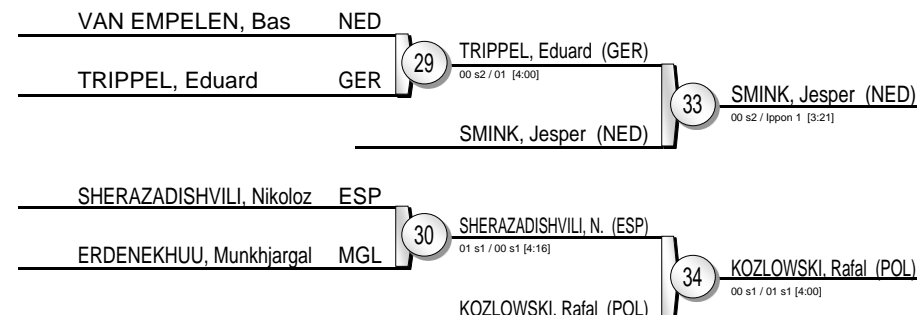 VAN EMPELEN, Bas NED
TRIPPEL, Eduard GER
29
TRIPPEL, Eduard (GER)
00 s2 / 01 [4:00]
SMINK, Jesper (NED)
33
SMINK, Jesper (NED)
00 s2 / Ippon 1 [3:21]
SHERAZADISHVILI, Nikoloz ESP
ERDENEKHUU, Munkhjargal MGL
30
SHERAZADISHVILI, N. (ESP)
01 s1 / 00 s1 [4:16]
KOZLOWSKI, Rafal (POL)
34
KOZLOWSKI, Rafal (POL)
00 s1 / 01 s1 [4:00]